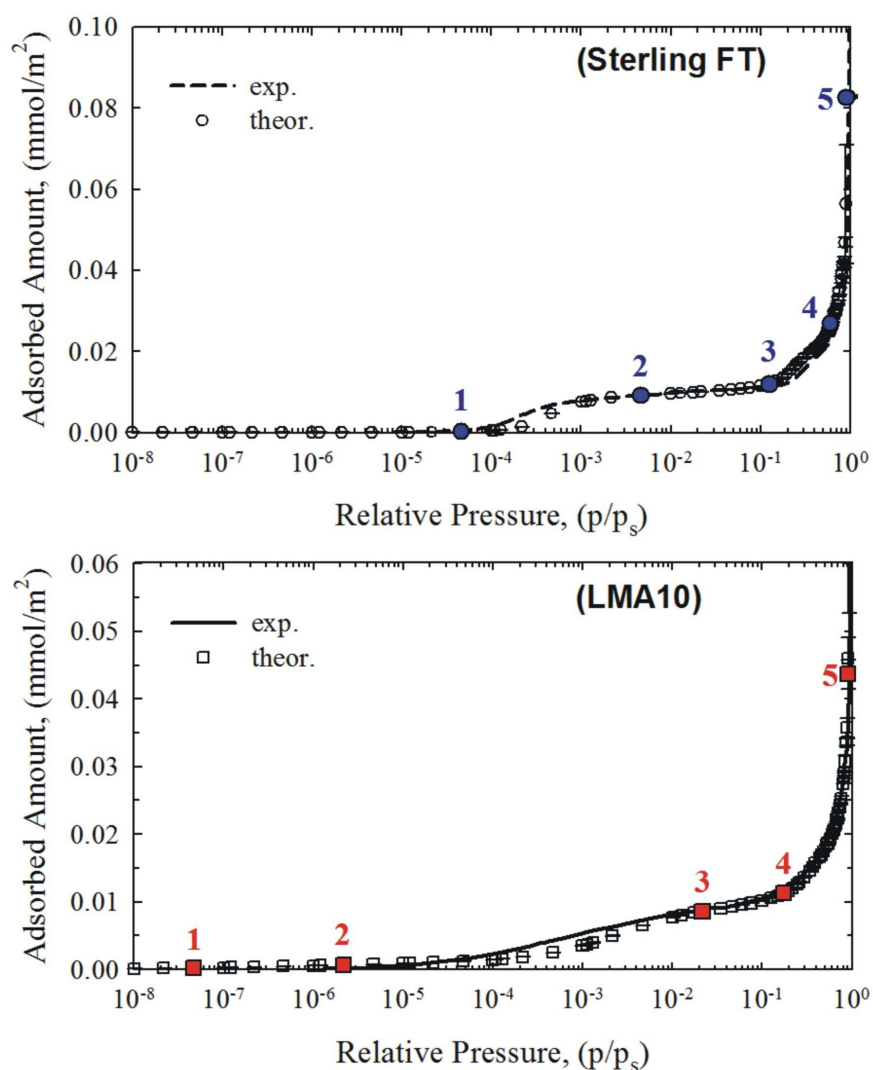 (Sterling FT)
exp.
theor.
Adsorbed Amount, (mmol/m²)
0.10
0.08
0.06
0.04
0.02
0.00
1
2
3
4
5
10⁻⁸ 10⁻⁷ 10⁻⁶ 10⁻⁵ 10⁻⁴ 10⁻³ 10⁻² 10⁻¹ 10⁰
Relative Pressure, (p/pₛ)
(LMA10)
exp.
theor.
Adsorbed Amount, (mmol/m²)
0.06
0.05
0.04
0.03
0.02
0.01
0.00
1
2
3
4
5
10⁻⁸ 10⁻⁷ 10⁻⁶ 10⁻⁵ 10⁻⁴ 10⁻³ 10⁻² 10⁻¹ 10⁰
Relative Pressure, (p/pₛ)